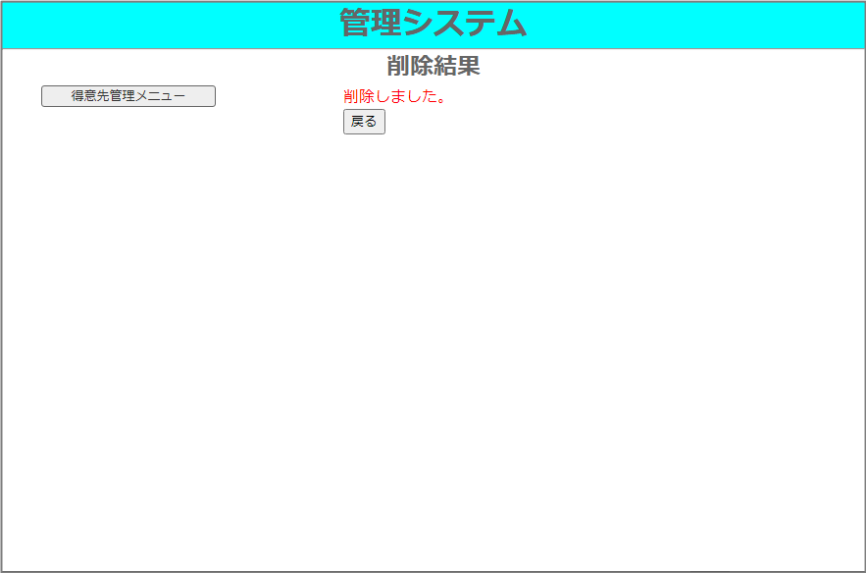 管理システム
削除結果
得意先管理メニュー
削除しました。
戻る